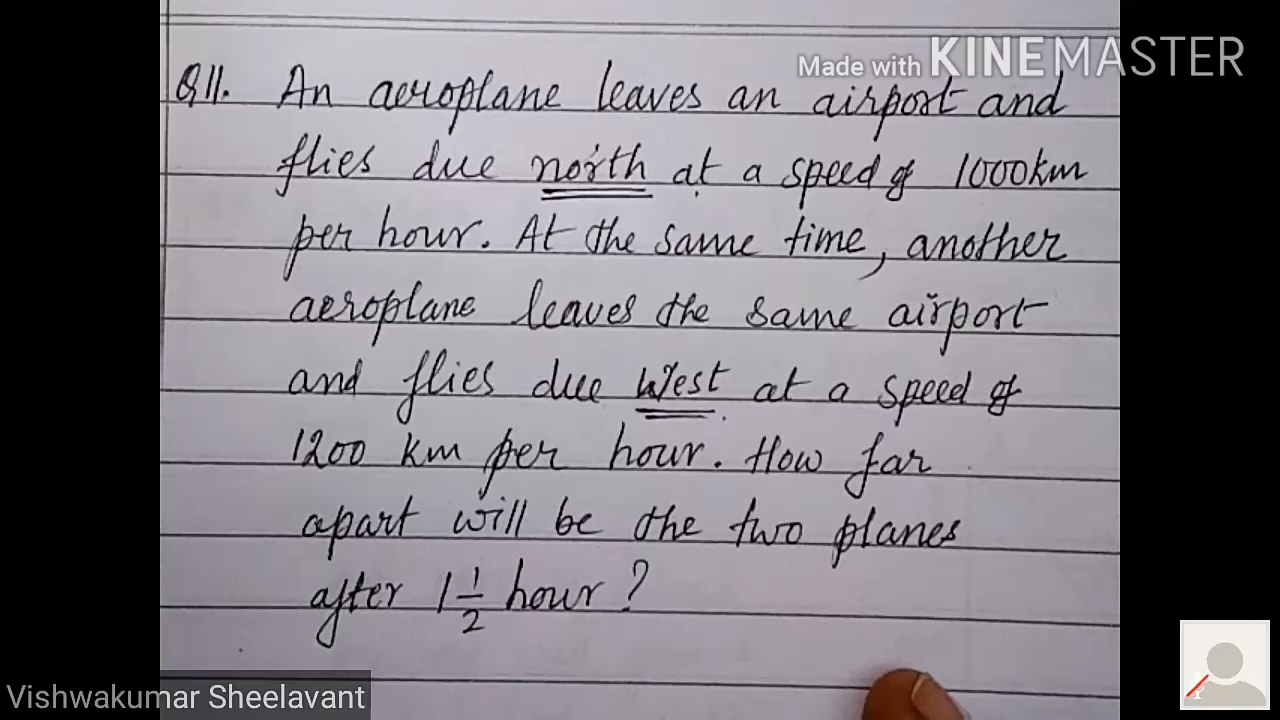 Made with KINEMASTER
Q11. An aeroplane leaves an airport and
flies due north at a speed of 1000km
per hour. At the same time, another
aeroplane leaves the same airport
and flies due West at a speed of
1200 km per hour. How far
apart will be the two planes
after 1 1/2 hour?
Vishwakumar Sheelavant